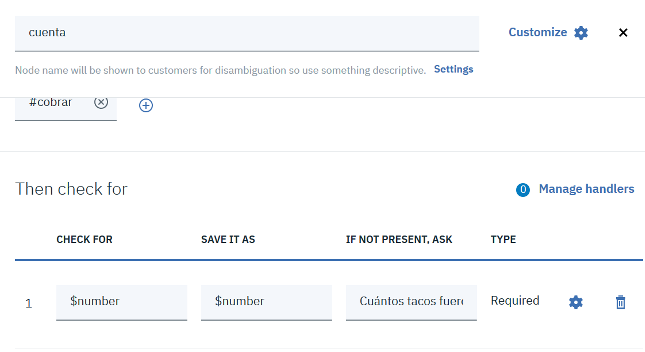 cuenta
Customize
Node name will be shown to customers for disambiguation so use something descriptive. Settings
#cobrar
Then check for
0 Manage handlers
CHECK FOR SAVE IT AS IF NOT PRESENT, ASK TYPE
1 $number $number Cuántos tacos Required